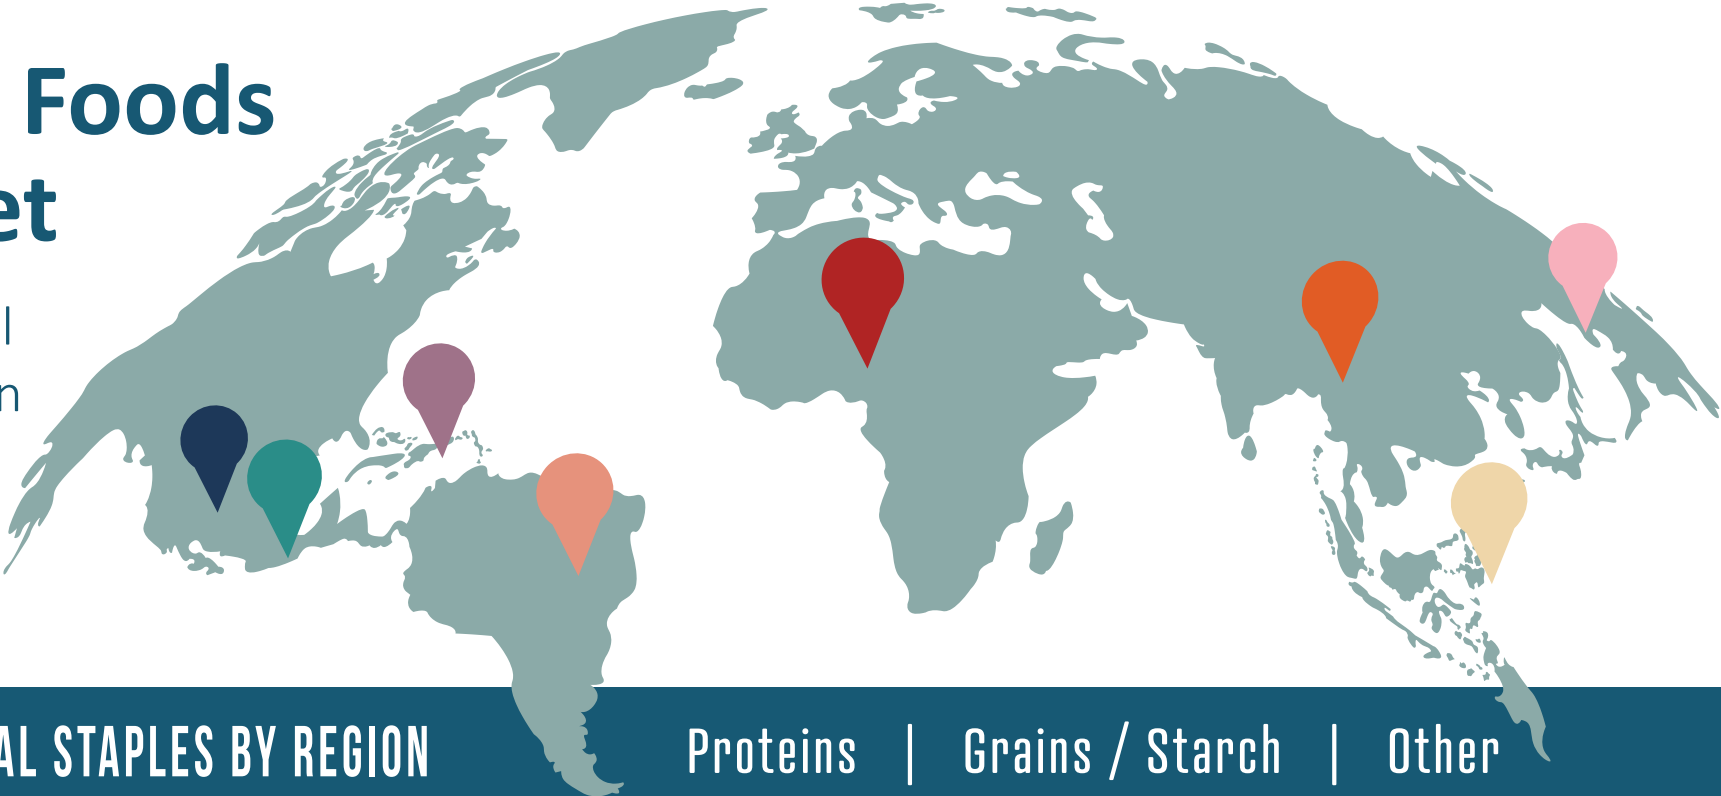 Foods
et
l
n
AL STAPLES BY REGION
Proteins | Grains / Starch | Other